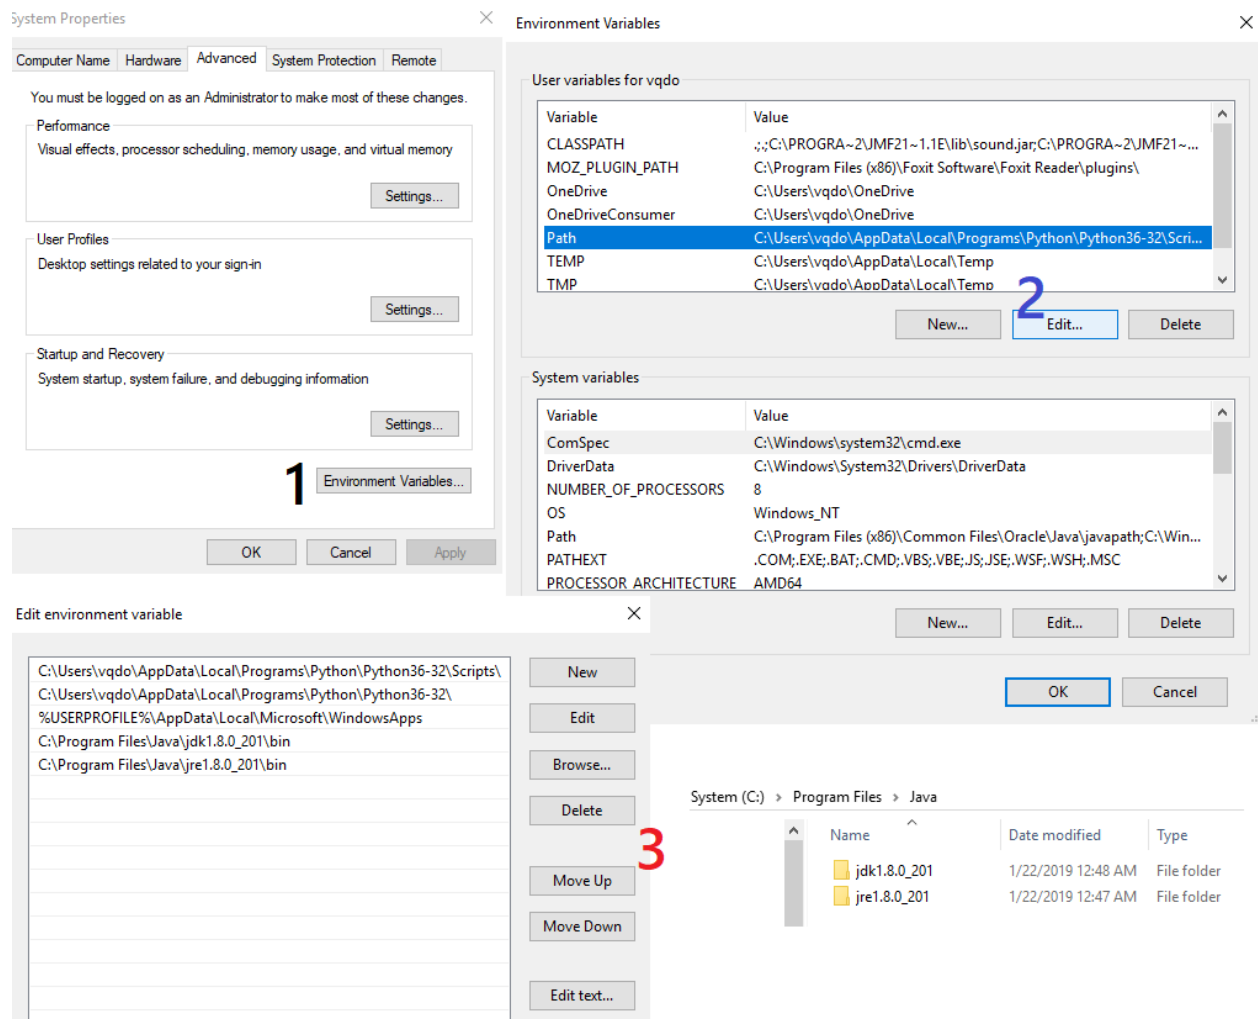 System Properties
Computer Name
Hardware
Advanced
System Protection
Remote
You must be logged on as an Administrator to make most of these changes.
Performance
Visual effects, processor scheduling, memory usage, and virtual memory
Settings...
User Profiles
Desktop settings related to your sign-in
Settings...
Startup and Recovery
System startup, system failure, and debugging information
Settings...
1
Environment Variables...
OK
Cancel
Apply
Environment Variables
User variables for vqdo
Variable Value
CLASSPATH .;.;C:\PROGRA~2\JMF21~1.1E\lib\sound.jar;C:\PROGRA~2\JMF21~...
MOZ_PLUGIN_PATH C:\Program Files (x86)\Foxit Software\Foxit Reader\plugins\
OneDrive C:\Users\vqdo\OneDrive
OneDriveConsumer C:\Users\vqdo\OneDrive
Path C:\Users\vqdo\AppData\Local\Programs\Python\Python36-32\Scri...
TEMP C:\Users\vqdo\AppData\Local\Temp
TMP C:\Users\vqdo\AppData\Local\Temp
2
New...
Edit...
Delete
System variables
Variable Value
ComSpec C:\Windows\system32\cmd.exe
DriverData C:\Windows\System32\Drivers\DriverData
NUMBER_OF_PROCESSORS 8
OS Windows_NT
Path C:\Program Files (x86)\Common Files\Oracle\Java\javapath;C:\Win...
PATHEXT .COM;.EXE;.BAT;.CMD;.VBS;.VBE;.JS;.JSE;.WSF;.WSH;.MSC
PROCESSOR_ARCHITECTURE AMD64
New...
Edit...
Delete
OK
Cancel
Edit environment variable
C:\Users\vqdo\AppData\Local\Programs\Python\Python36-32\Scripts\
C:\Users\vqdo\AppData\Local\Programs\Python\Python36-32\
%USERPROFILE%\AppData\Local\Microsoft\WindowsApps
C:\Program Files\Java\jdk1.8.0_201\bin
C:\Program Files\Java\jre1.8.0_201\bin
New
Edit
Browse...
Delete
3
Move Up
Move Down
Edit text...
System (C:) > Program Files > Java
Name Date modified Type
jdk1.8.0_201 1/22/2019 12:48 AM File folder
jre1.8.0_201 1/22/2019 12:47 AM File folder